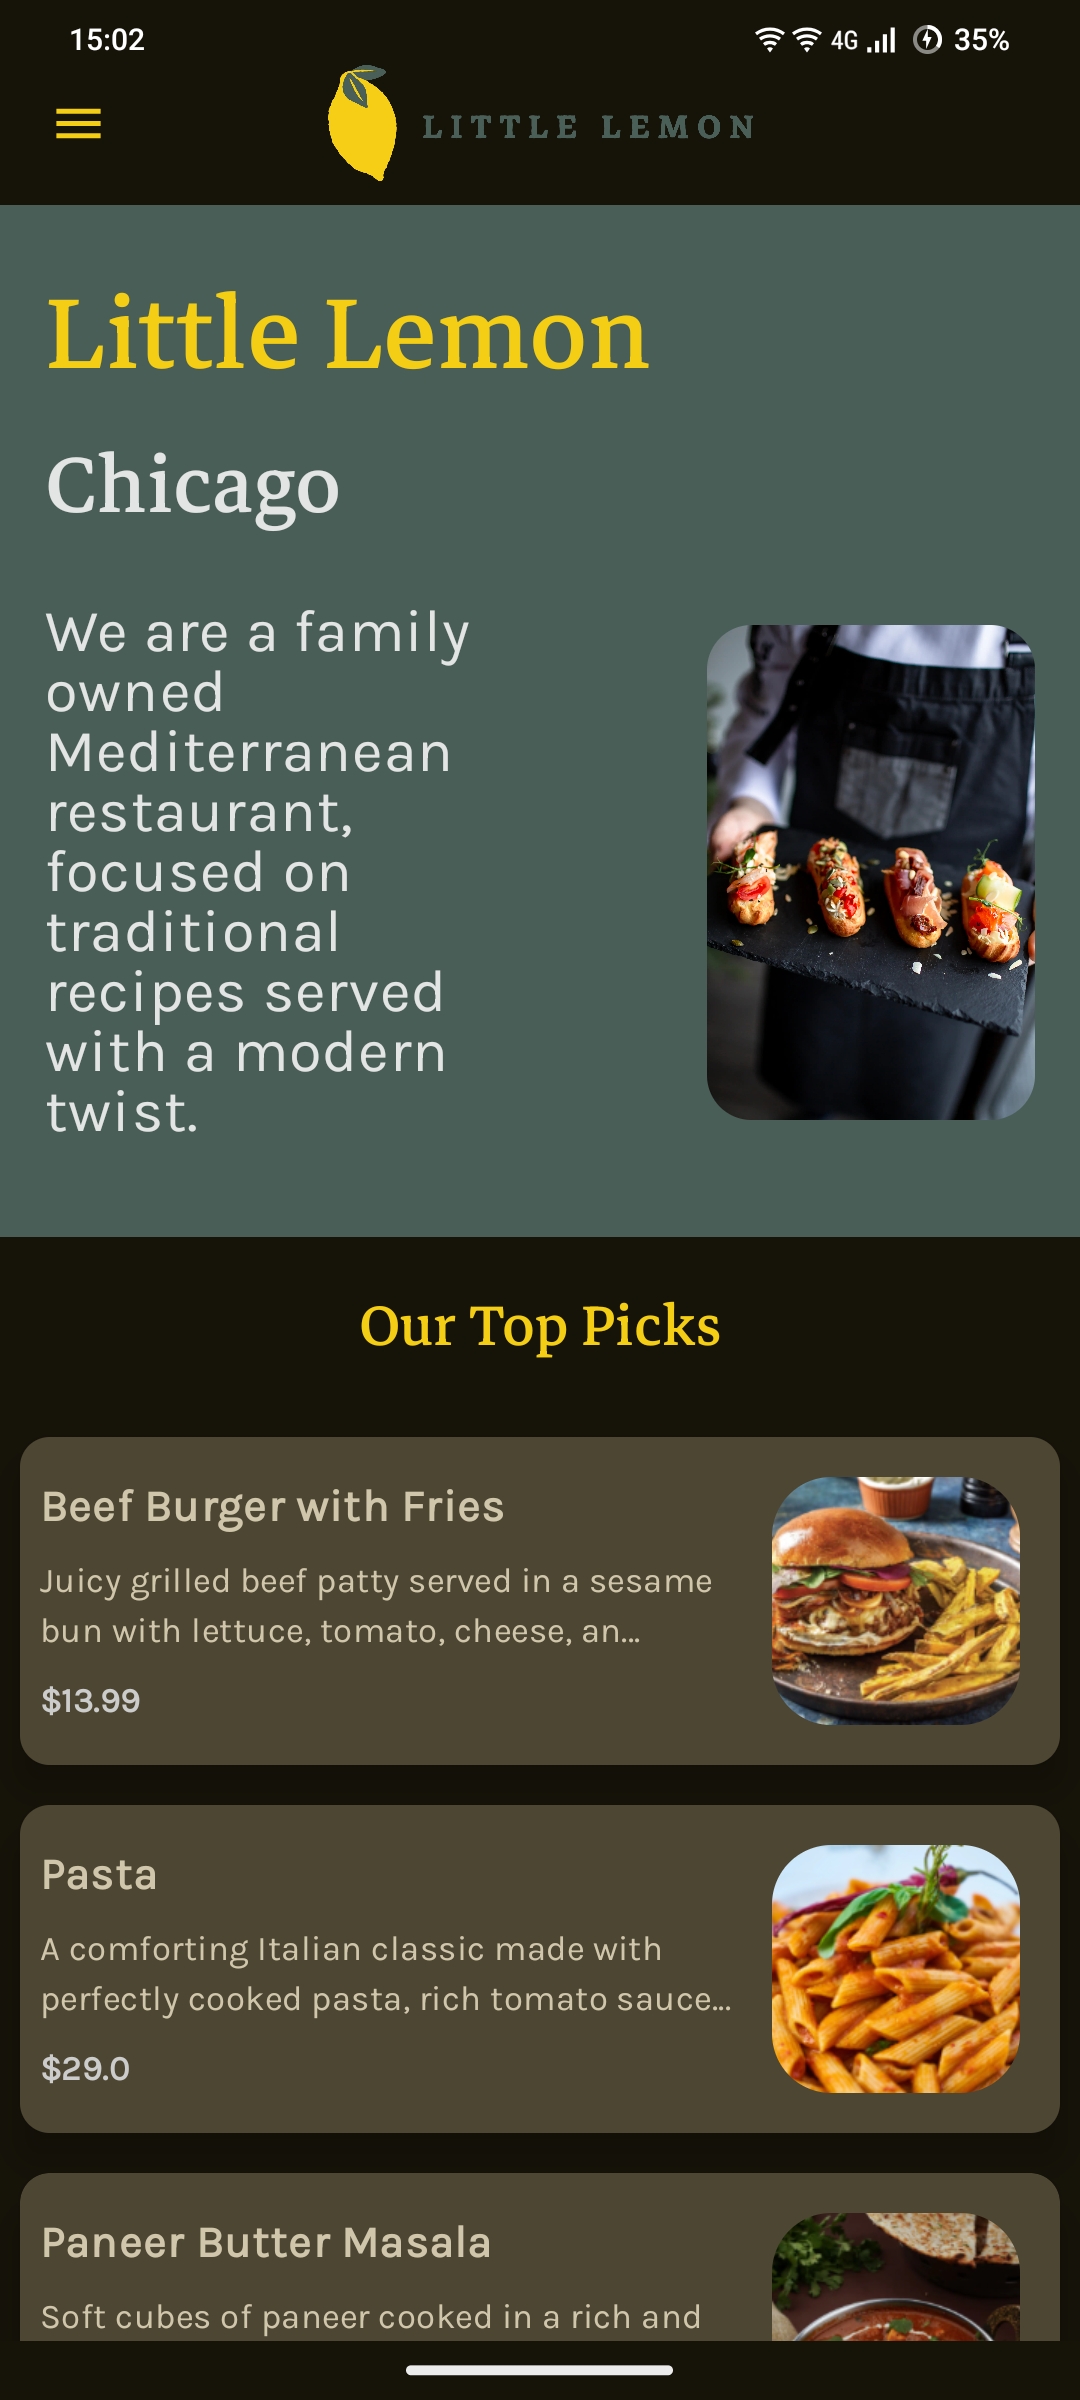 15:02
4G 35%
LITTLE LEMON
Little Lemon
Chicago
We are a family
owned
Mediterranean
restaurant,
focused on
traditional
recipes served
with a modern
twist.
Our Top Picks
Beef Burger with Fries
Juicy grilled beef patty served in a sesame
bun with lettuce, tomato, cheese, an…
$13.99
Pasta
A comforting Italian classic made with
perfectly cooked pasta, rich tomato sauce…
$29.0
Paneer Butter Masala
Soft cubes of paneer cooked in a rich and